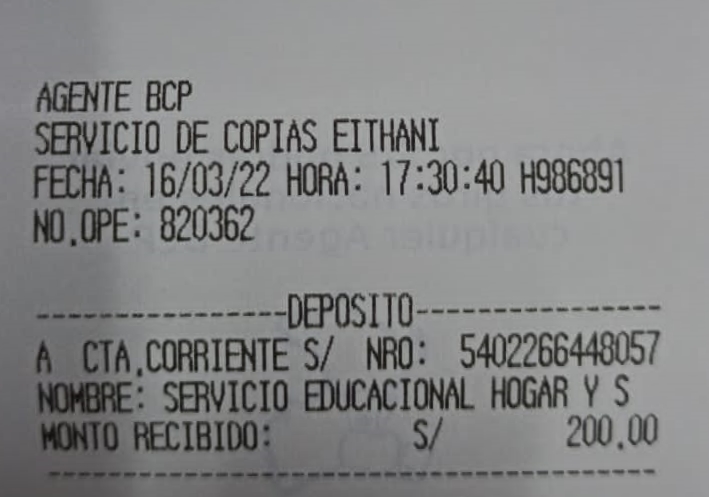 AGENTE BCP
SERVICIO DE COPIAS EITHANI
FECHA: 16/03/22 HORA: 17:30:40 H986891
NO.OPE: 820362
----------------DEPOSITO----------------
A CTA.CORRIENTE S/ NRO: 5402266448057
NOMBRE: SERVICIO EDUCACIONAL HOGAR Y S
MONTO RECIBIDO: S/ 200.00
----------------------------------------